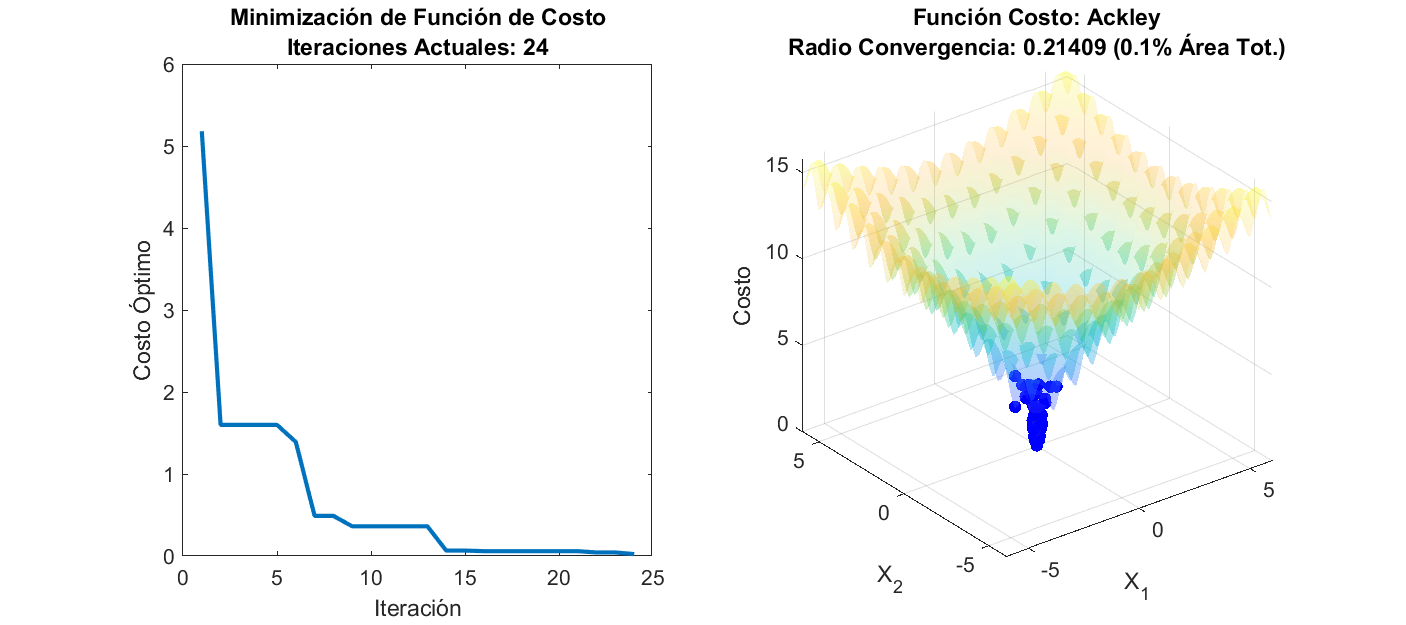 Minimización de Función de Costo
Iteraciones Actuales: 24
6
5
4
3
2
1
0
Costo Óptimo
0
5
10
15
20
25
Iteración
Función Costo: Ackley
Radio Convergencia: 0.21409 (0.1% Área Tot.)
15
10
5
0
Costo
5
0
-5
X2
-5
0
5
X1